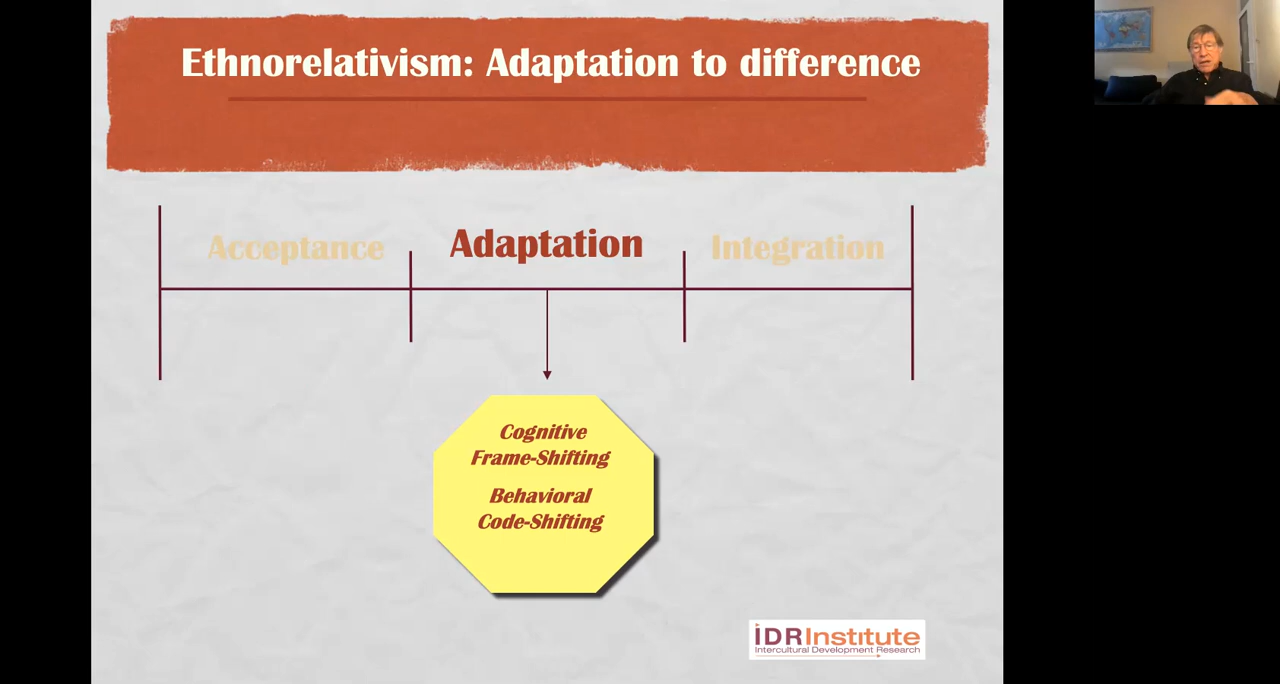 Ethnorelativism: Adaptation to difference
Acceptance
Adaptation
Integration
Cognitive
Frame-Shifting
Behavioral
Code-Shifting
IDRInstitute
Intercultural Development Research